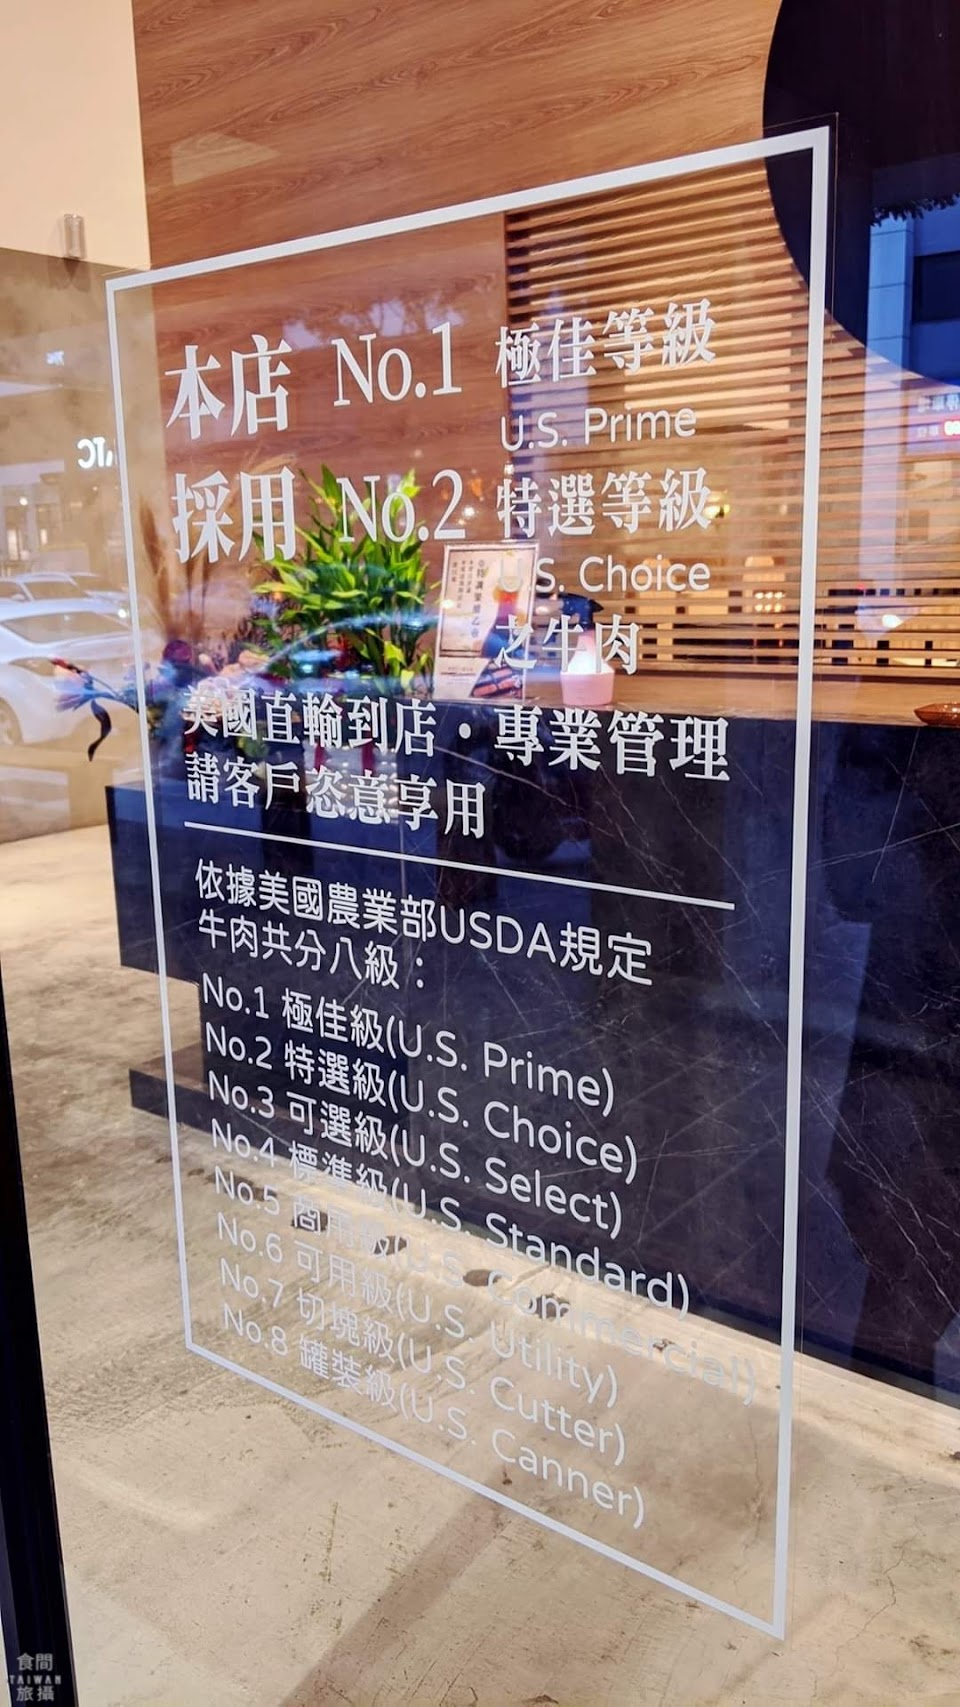 本店 No.1 極佳等級
U.S. Prime
採用 No.2 特選等級
U.S. Choice
之牛肉
美國直輸到店・專業管理
請客戶恣意享用
依據美國農業部USDA規定
牛肉共分八級：
No.1 極佳級(U.S. Prime)
No.2 特選級(U.S. Choice)
No.3 可選級(U.S. Select)
No.4 標準級(U.S. Standard)
No.5 商用級(U.S. Commercial)
No.6 可用級(U.S. Utility)
No.7 切塊級(U.S. Cutter)
No.8 罐裝級(U.S. Canner)
食間
TAIWAN
旅攝